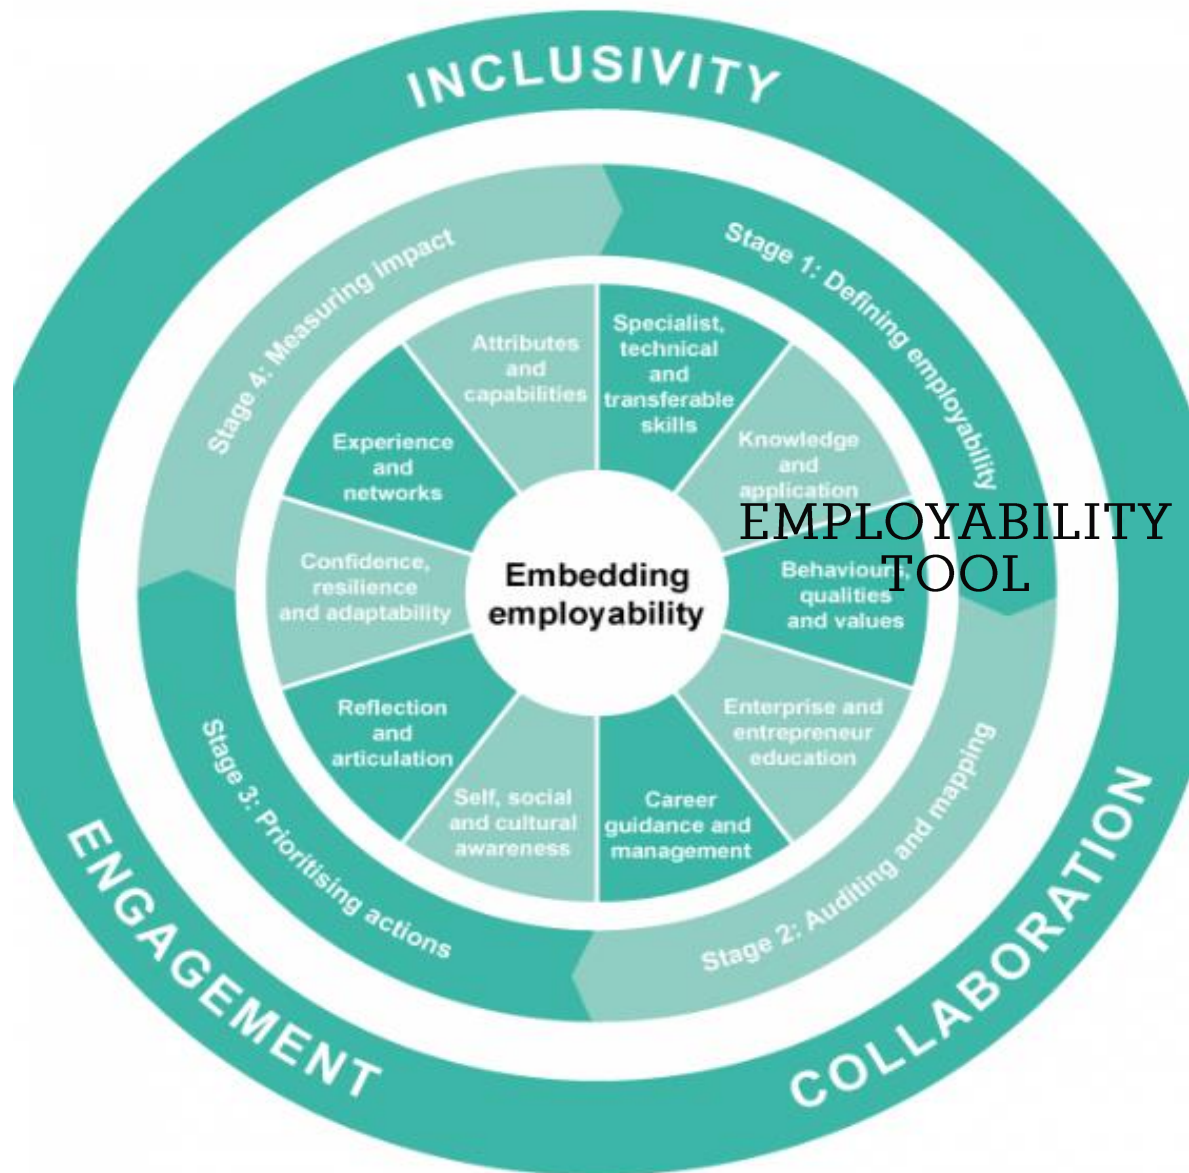 INCLUSIVITY
Stage 1: Defining employability
Stage 4: Measuring impact
Specialist,
technical
and
transferable
skills
Attributes
and
capabilities
Knowledge
and
application
Experience
and
networks
EMPLOYABILITY
TOOL
Behaviours,
qualities
and values
Confidence,
resilience
and adaptability
Embedding
employability
Enterprise and
entrepreneur
education
Reflection
and
articulation
Career
guidance and
management
Self, social
and cultural
awareness
Stage 2: Auditing and mapping
Stage 3: Prioritising actions
COLLABORATION
ENGAGEMENT